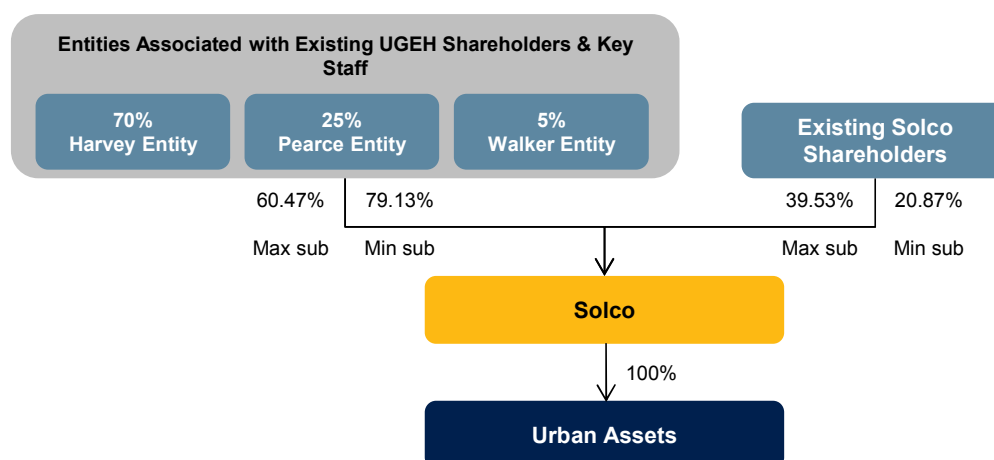 Entities Associated with Existing UGEH Shareholders & Key
Staff
70%
Harvey Entity
25%
Pearce Entity
5%
Walker Entity
Existing Solco
Shareholders
60.47%
79.13%
39.53%
20.87%
Max sub
Min sub
Max sub
Min sub
Solco
100%
Urban Assets